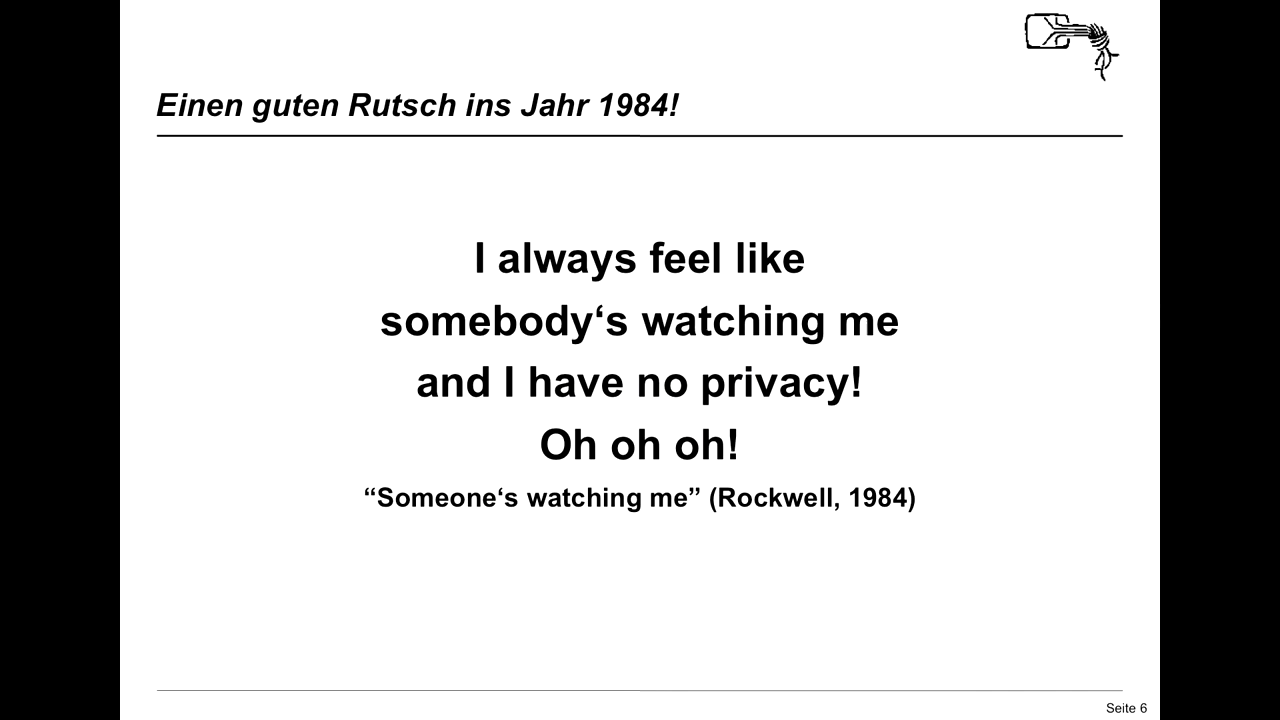 Einen guten Rutsch ins Jahr 1984!
I always feel like
somebody‘s watching me
and I have no privacy!
Oh oh oh!
“Someone‘s watching me” (Rockwell, 1984)
Seite 6